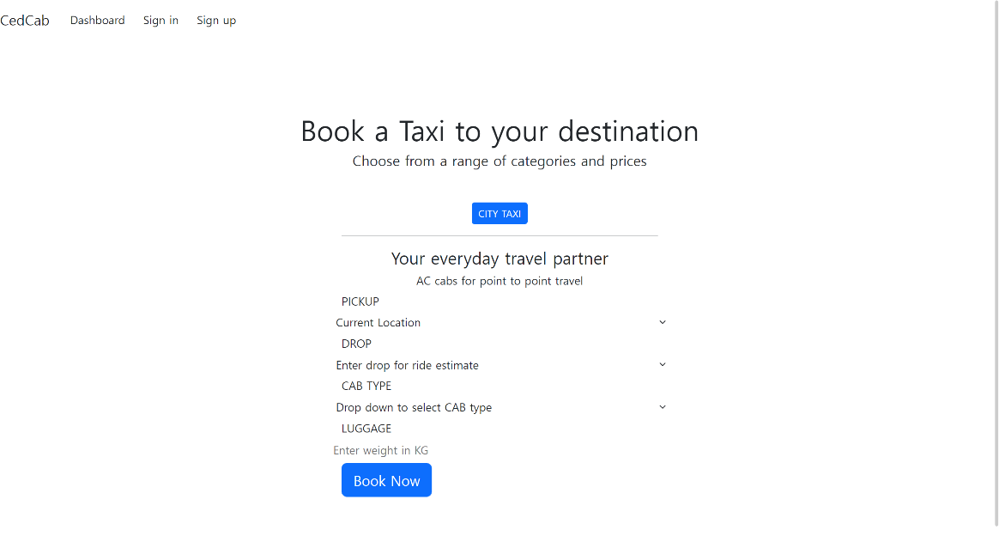 CedCab Dashboard Sign in Sign up
Book a Taxi to your destination
Choose from a range of categories and prices
CITY TAXI
Your everyday travel partner
AC cabs for point to point travel
PICKUP
Current Location
DROP
Enter drop for ride estimate
CAB TYPE
Drop down to select CAB type
LUGGAGE
Enter weight in KG
Book Now